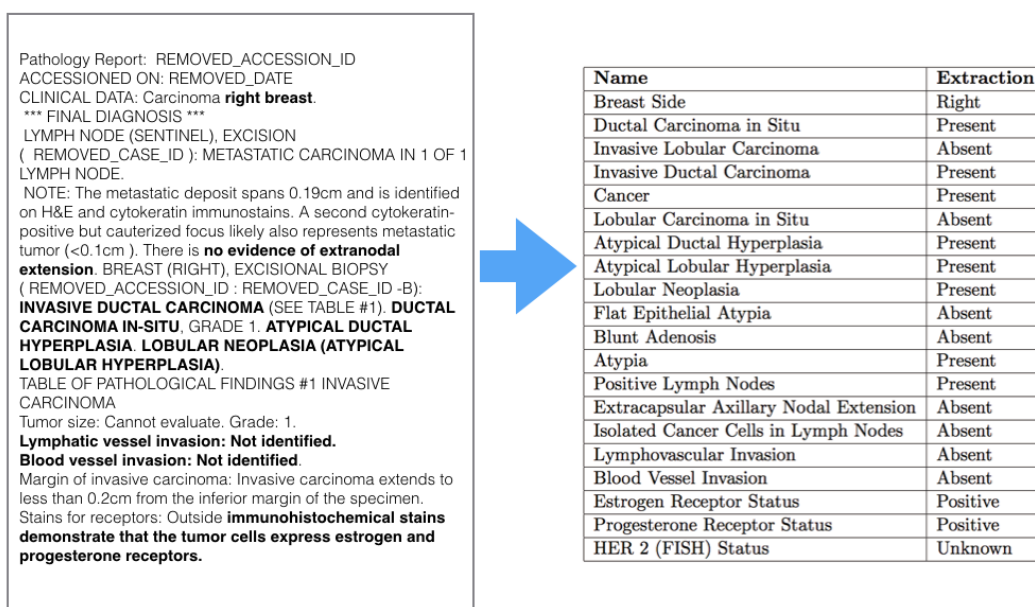 Pathology Report: REMOVED_ACCESSION_ID
ACCESSIONED ON: REMOVED_DATE
CLINICAL DATA: Carcinoma right breast.
*** FINAL DIAGNOSIS ***
LYMPH NODE (SENTINEL), EXCISION
( REMOVED_CASE_ID ): METASTATIC CARCINOMA IN 1 OF 1
LYMPH NODE.
NOTE: The metastatic deposit spans 0.19cm and is identified
on H&E and cytokeratin immunostains. A second cytokeratin-
positive but cauterized focus likely also represents metastatic
tumor (<0.1cm ). There is no evidence of extranodal
extension. BREAST (RIGHT), EXCISIONAL BIOPSY
( REMOVED_ACCESSION_ID : REMOVED_CASE_ID -B):
INVASIVE DUCTAL CARCINOMA (SEE TABLE #1). DUCTAL
CARCINOMA IN-SITU, GRADE 1. ATYPICAL DUCTAL
HYPERPLASIA. LOBULAR NEOPLASIA (ATYPICAL
LOBULAR HYPERPLASIA).
TABLE OF PATHOLOGICAL FINDINGS #1 INVASIVE
CARCINOMA
Tumor size: Cannot evaluate. Grade: 1.
Lymphatic vessel invasion: Not identified.
Blood vessel invasion: Not identified.
Margin of invasive carcinoma: Invasive carcinoma extends to
less than 0.2cm from the inferior margin of the specimen.
Stains for receptors: Outside immunohistochemical stains
demonstrate that the tumor cells express estrogen and
progesterone receptors.
Name Extraction
Breast Side Right
Ductal Carcinoma in Situ Present
Invasive Lobular Carcinoma Absent
Invasive Ductal Carcinoma Present
Cancer Present
Lobular Carcinoma in Situ Absent
Atypical Ductal Hyperplasia Present
Atypical Lobular Hyperplasia Present
Lobular Neoplasia Present
Flat Epithelial Atypia Absent
Blunt Adenosis Absent
Atypia Present
Positive Lymph Nodes Present
Extracapsular Axillary Nodal Extension Absent
Isolated Cancer Cells in Lymph Nodes Absent
Lymphovascular Invasion Absent
Blood Vessel Invasion Absent
Estrogen Receptor Status Positive
Progesterone Receptor Status Positive
HER 2 (FISH) Status Unknown